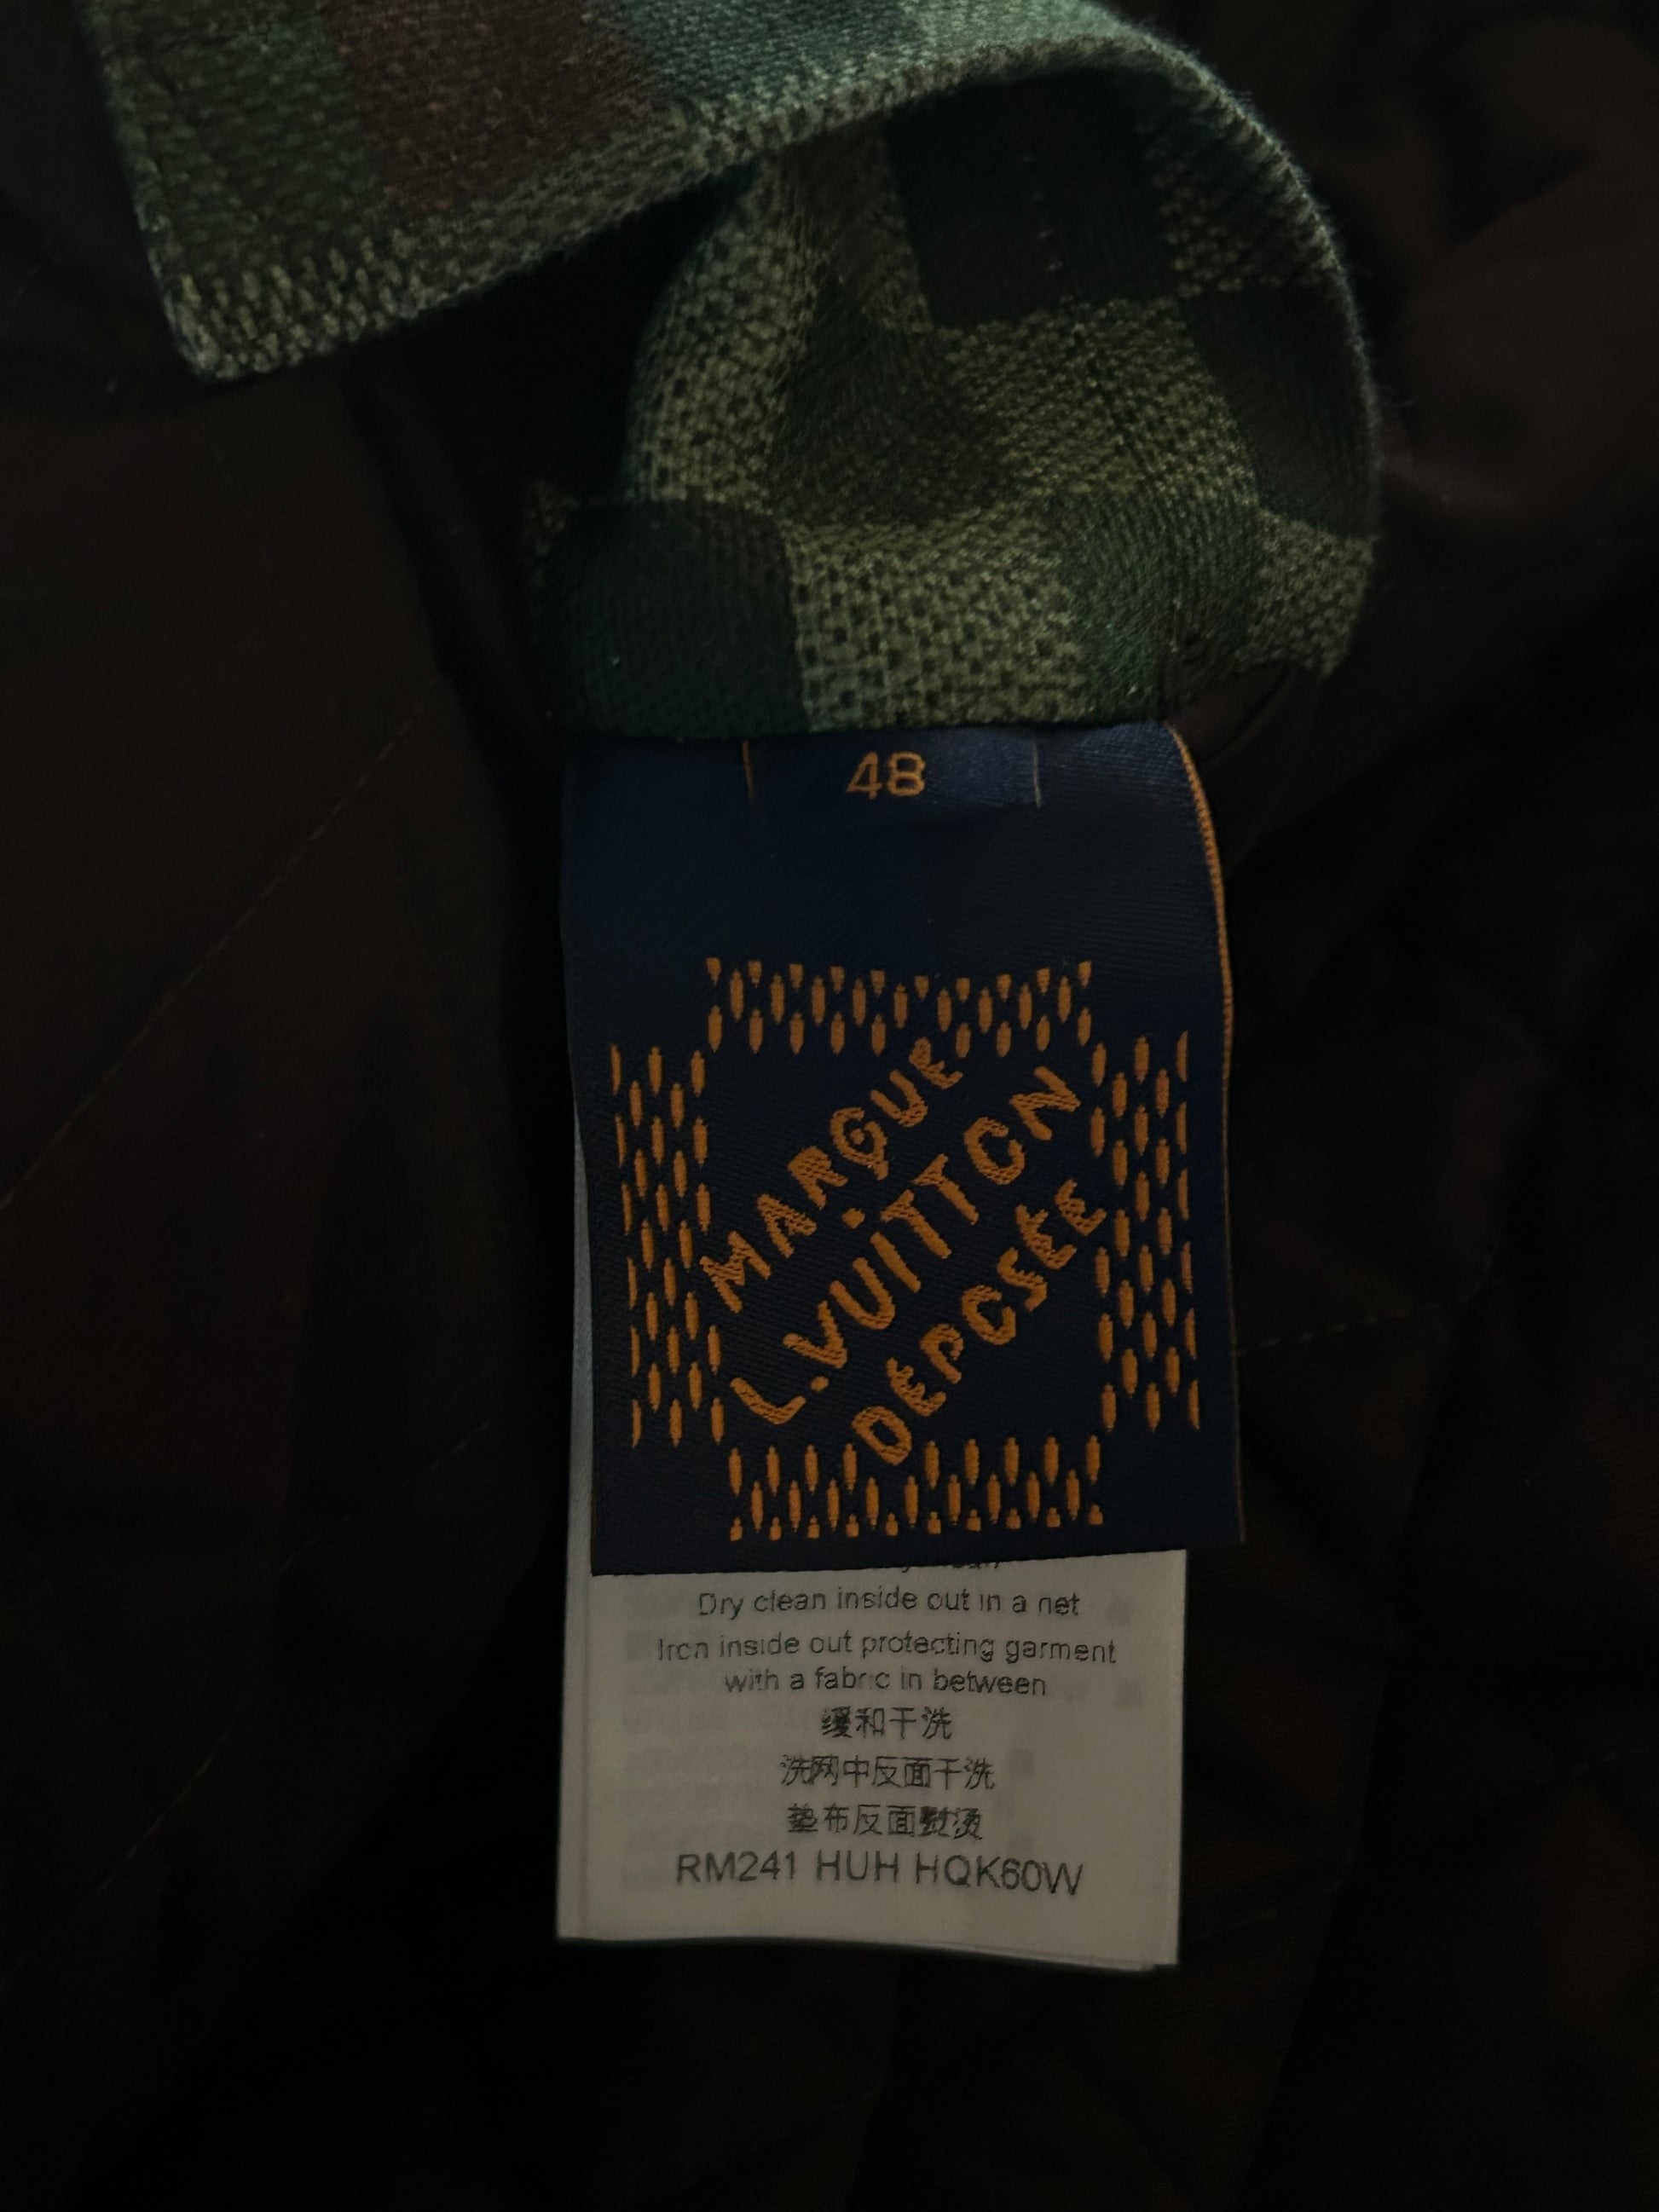 48
MARQUE
L.VUITTON
DÉPOSÉE
Dry clean inside out in a net
Iron inside out protecting garment
with a fabric in between
缓和干洗
洗网中反面干洗
垫布反面熨烫
RM241 HUH HQK60W